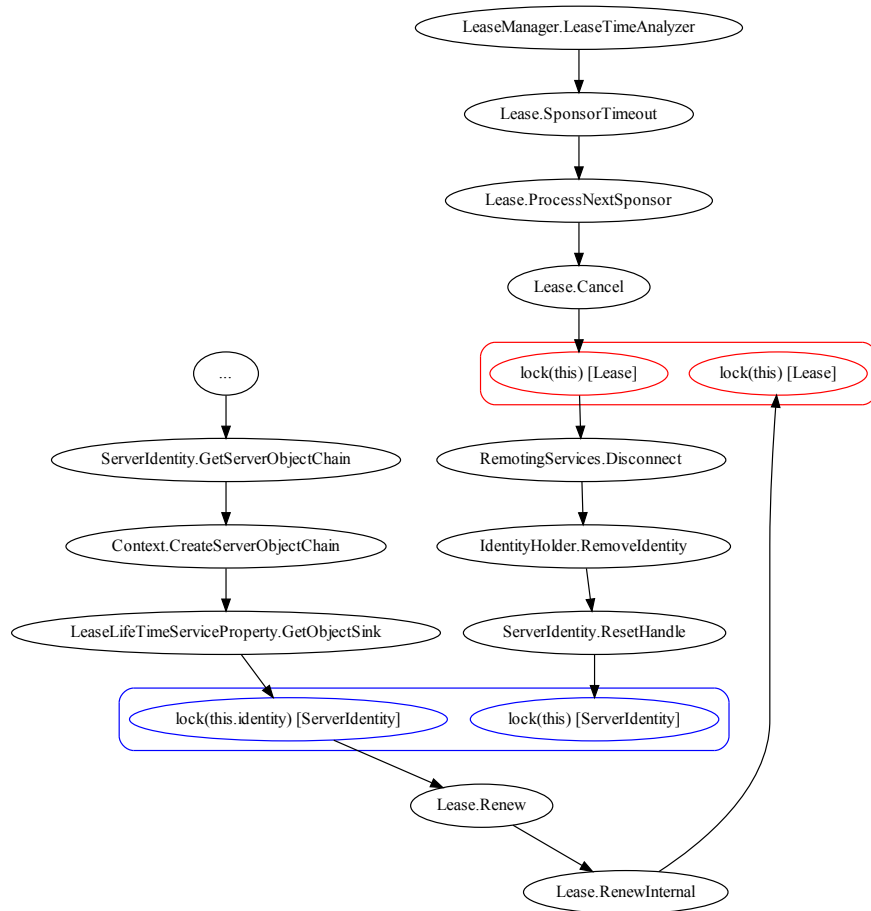 LeaseManager.LeaseTimeAnalyzer
Lease.SponsorTimeout
Lease.ProcessNextSponsor
Lease.Cancel
...
lock(this) [Lease]
lock(this) [Lease]
ServerIdentity.GetServerObjectChain
RemotingServices.Disconnect
Context.CreateServerObjectChain
IdentityHolder.RemoveIdentity
LeaseLifeTimeServiceProperty.GetObjectSink
ServerIdentity.ResetHandle
lock(this.identity) [ServerIdentity]
lock(this) [ServerIdentity]
Lease.Renew
Lease.RenewInternal